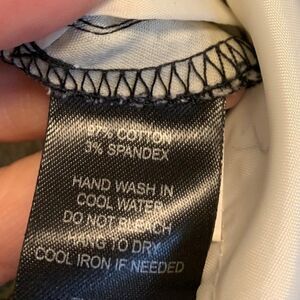 97% COTTON
3% SPANDEX
HAND WASH IN
COOL WATER
DO NOT BLEACH
HANG TO DRY
COOL IRON IF NEEDED